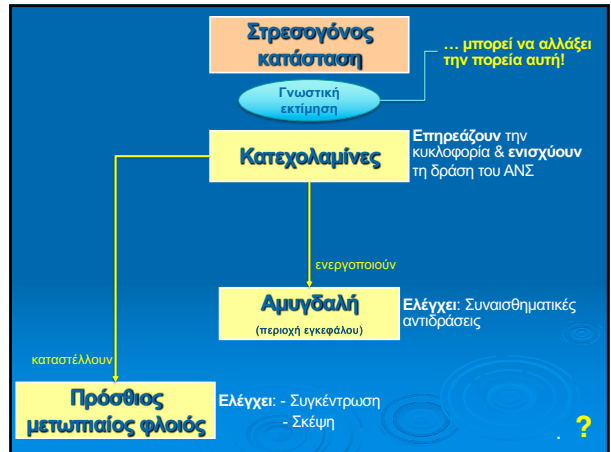 Στρεσογόνος
κατάσταση
… μπορεί να αλλάξει
την πορεία αυτή!
Γνωστική
εκτίμηση
Κατεχολαμίνες
Επηρεάζουν την
κυκλοφορία & ενισχύουν
τη δράση του ΑΝΣ
ενεργοποιούν
Αμυγδαλή
(περιοχή εγκεφάλου)
Ελέγχει: Συναισθηματικές
αντιδράσεις
καταστέλλουν
Πρόσθιος
μετωπιαίος φλοιός
Ελέγχει: - Συγκέντρωση
- Σκέψη
. ?